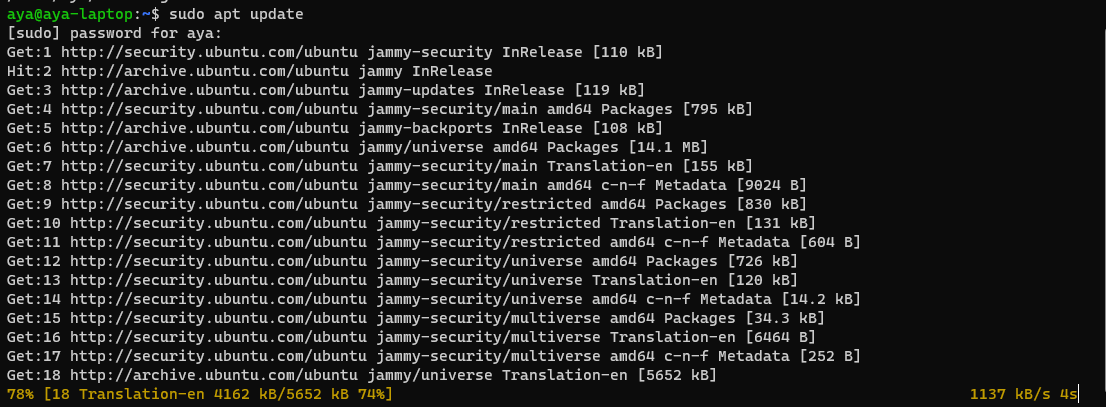 aya@aya-laptop:~$ sudo apt update
[sudo] password for aya:
Get:1 http://security.ubuntu.com/ubuntu jammy-security InRelease [110 kB]
Hit:2 http://archive.ubuntu.com/ubuntu jammy InRelease
Get:3 http://archive.ubuntu.com/ubuntu jammy-updates InRelease [119 kB]
Get:4 http://security.ubuntu.com/ubuntu jammy-security/main amd64 Packages [795 kB]
Get:5 http://archive.ubuntu.com/ubuntu jammy-backports InRelease [108 kB]
Get:6 http://archive.ubuntu.com/ubuntu jammy/universe amd64 Packages [14.1 MB]
Get:7 http://security.ubuntu.com/ubuntu jammy-security/main Translation-en [155 kB]
Get:8 http://security.ubuntu.com/ubuntu jammy-security/main amd64 c-n-f Metadata [9024 B]
Get:9 http://security.ubuntu.com/ubuntu jammy-security/restricted amd64 Packages [830 kB]
Get:10 http://security.ubuntu.com/ubuntu jammy-security/restricted Translation-en [131 kB]
Get:11 http://security.ubuntu.com/ubuntu jammy-security/restricted amd64 c-n-f Metadata [604 B]
Get:12 http://security.ubuntu.com/ubuntu jammy-security/universe amd64 Packages [726 kB]
Get:13 http://security.ubuntu.com/ubuntu jammy-security/universe Translation-en [120 kB]
Get:14 http://security.ubuntu.com/ubuntu jammy-security/universe amd64 c-n-f Metadata [14.2 kB]
Get:15 http://security.ubuntu.com/ubuntu jammy-security/multiverse amd64 Packages [34.3 kB]
Get:16 http://security.ubuntu.com/ubuntu jammy-security/multiverse Translation-en [6464 B]
Get:17 http://security.ubuntu.com/ubuntu jammy-security/multiverse amd64 c-n-f Metadata [252 B]
Get:18 http://archive.ubuntu.com/ubuntu jammy/universe Translation-en [5652 kB]
78% [18 Translation-en 4162 kB/5652 kB 74%] 1137 kB/s 4s